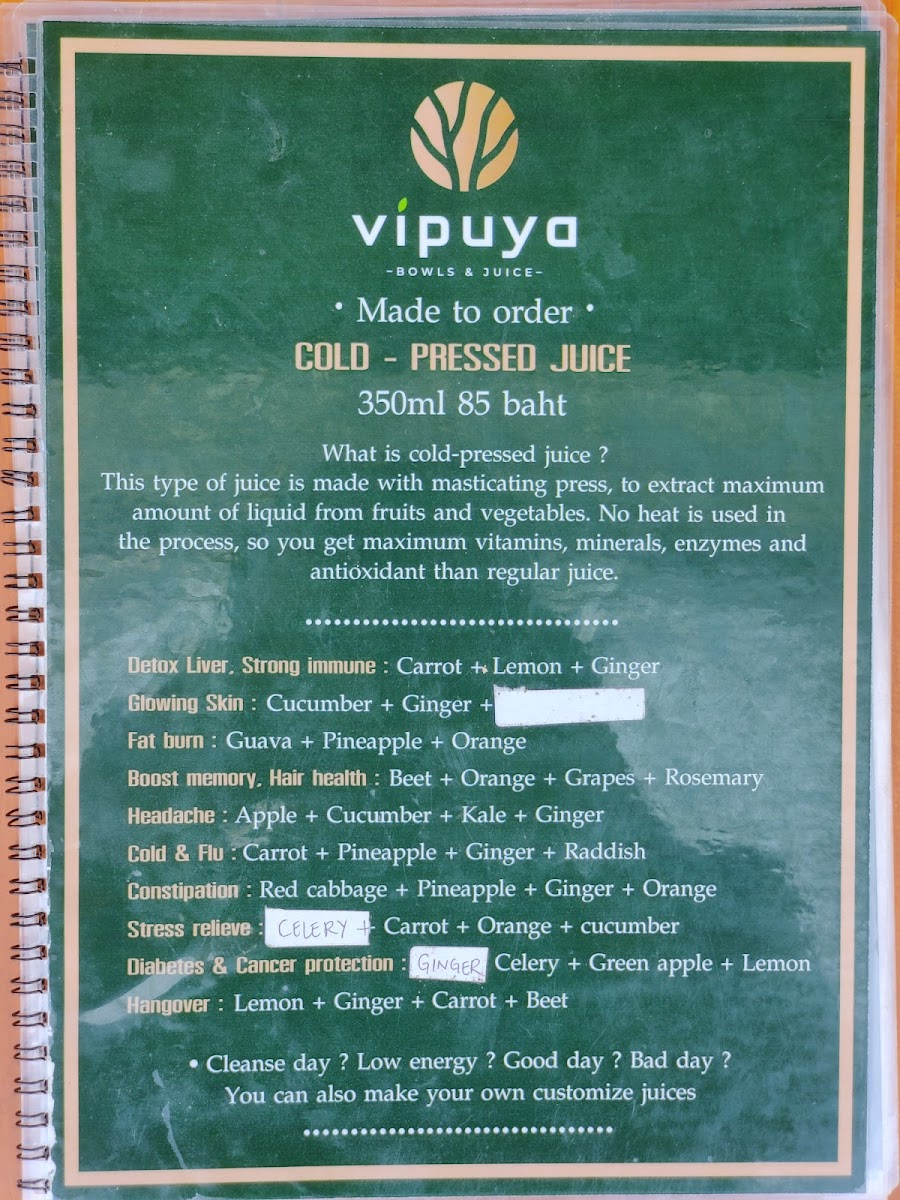 vipuya
-BOWLS & JUICE-
• Made to order •
COLD - PRESSED JUICE
350ml 85 baht
What is cold-pressed juice ?
This type of juice is made with masticating press, to extract maximum
amount of liquid from fruits and vegetables. No heat is used in
the process, so you get maximum vitamins, minerals, enzymes and
antioxidant than regular juice.
Detox Liver, Strong immune : Carrot + Lemon + Ginger
Glowing Skin : Cucumber + Ginger +
Fat burn : Guava + Pineapple + Orange
Boost memory, Hair health : Beet + Orange + Grapes + Rosemary
Headache : Apple + Cucumber + Kale + Ginger
Cold & Flu : Carrot + Pineapple + Ginger + Raddish
Constipation : Red cabbage + Pineapple + Ginger + Orange
Stress relieve : CELERY + Carrot + Orange + cucumber
Diabetes & Cancer protection : GINGER Celery + Green apple + Lemon
Hangover : Lemon + Ginger + Carrot + Beet
• Cleanse day ? Low energy ? Good day ? Bad day ?
You can also make your own customize juices